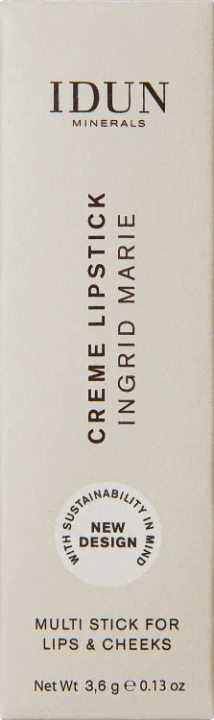 IDUN
MINERALS
CREME LIPSTICK
INGRID MARIE
WITH SUSTAINABILITY IN MIND
NEW
DESIGN
MULTI STICK FOR
LIPS & CHEEKS
Net Wt 3,6 g ℮ 0.13 oz